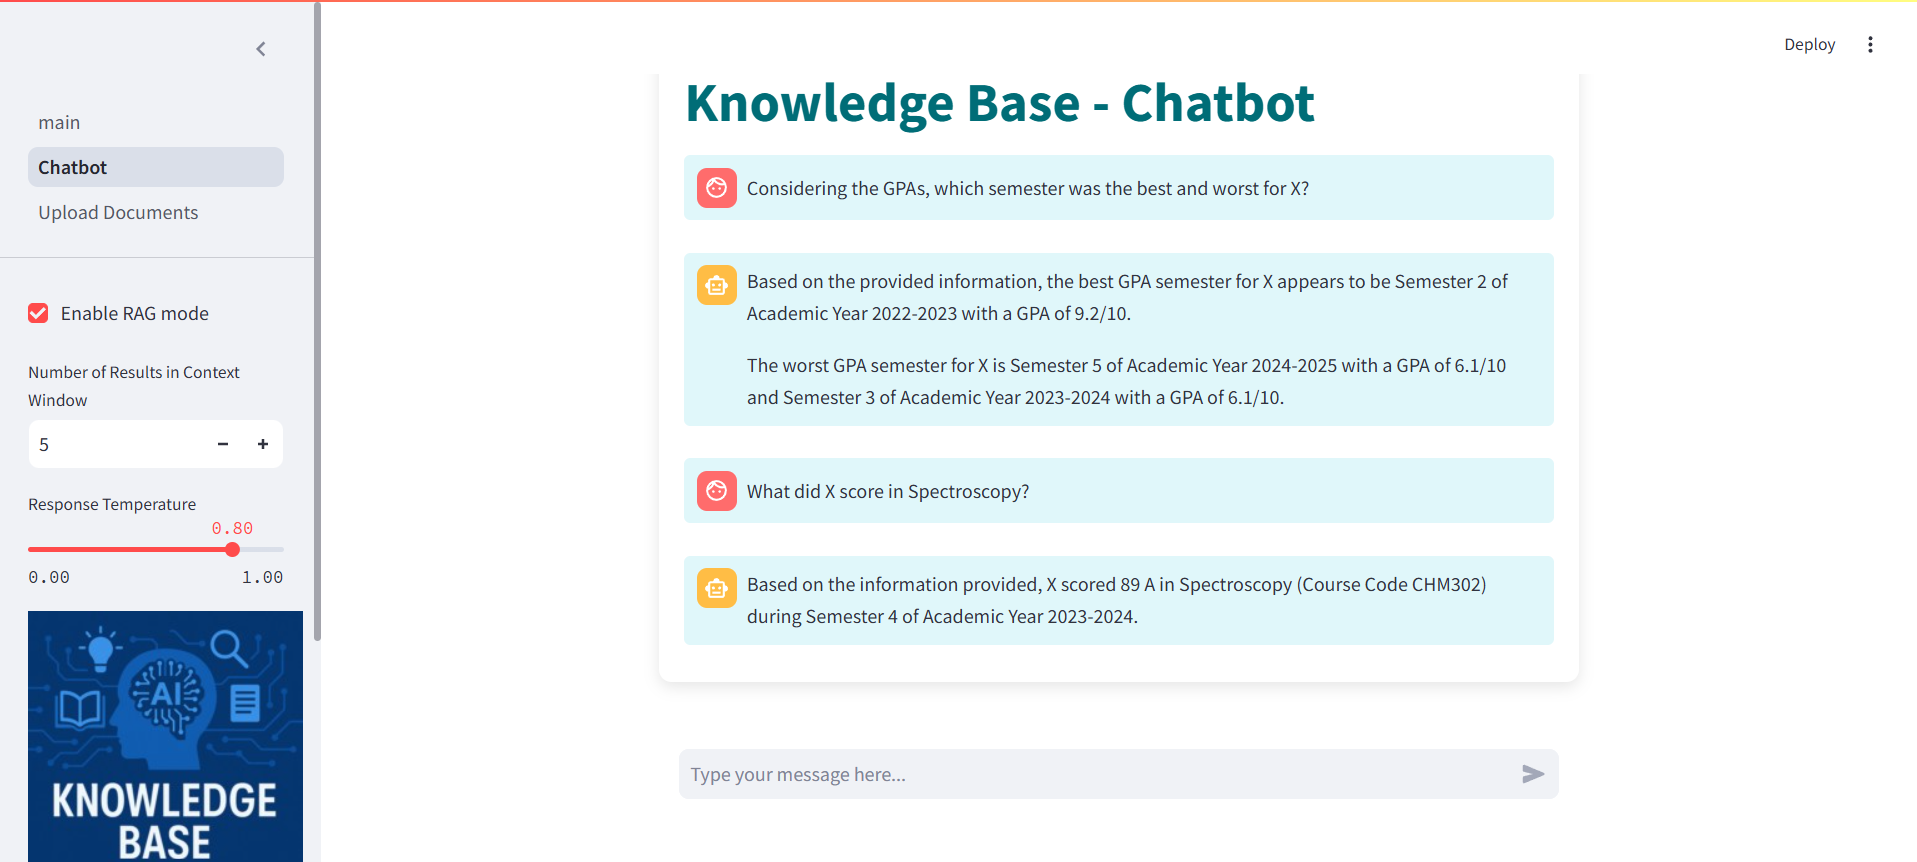 Deploy
main
Chatbot
Upload Documents
Enable RAG mode
Number of Results in Context
Window
5
Response Temperature
0.80
0.00 1.00
AI
KNOWLEDGE
BASE
Knowledge Base - Chatbot
Considering the GPAs, which semester was the best and worst for X?
Based on the provided information, the best GPA semester for X appears to be Semester 2 of
Academic Year 2022-2023 with a GPA of 9.2/10.
The worst GPA semester for X is Semester 5 of Academic Year 2024-2025 with a GPA of 6.1/10
and Semester 3 of Academic Year 2023-2024 with a GPA of 6.1/10.
What did X score in Spectroscopy?
Based on the information provided, X scored 89 A in Spectroscopy (Course Code CHM302)
during Semester 4 of Academic Year 2023-2024.
Type your message here...